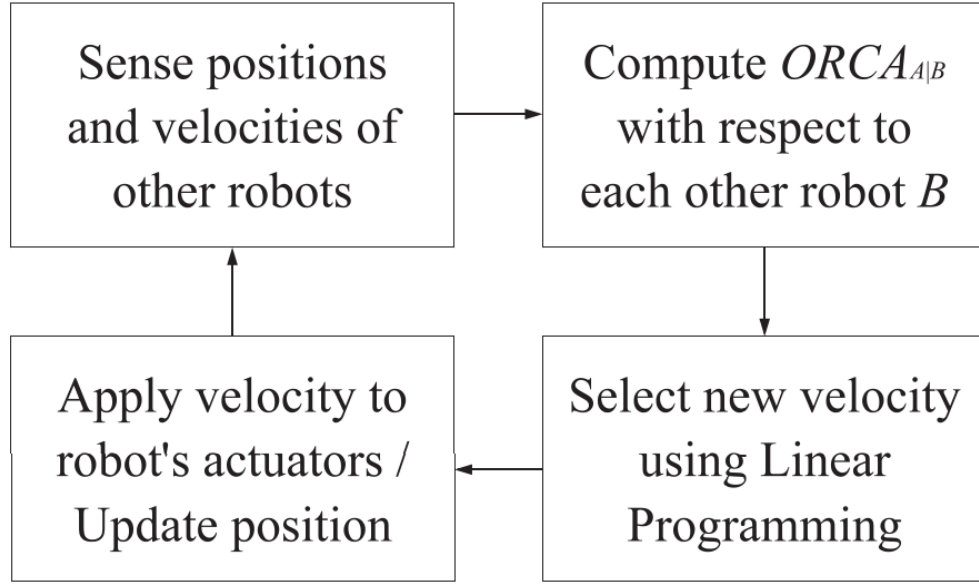 Sense positions
and velocities of
other robots
Compute ORCA_{A|B}
with respect to
each other robot B
Apply velocity to
robot's actuators /
Update position
Select new velocity
using Linear
Programming